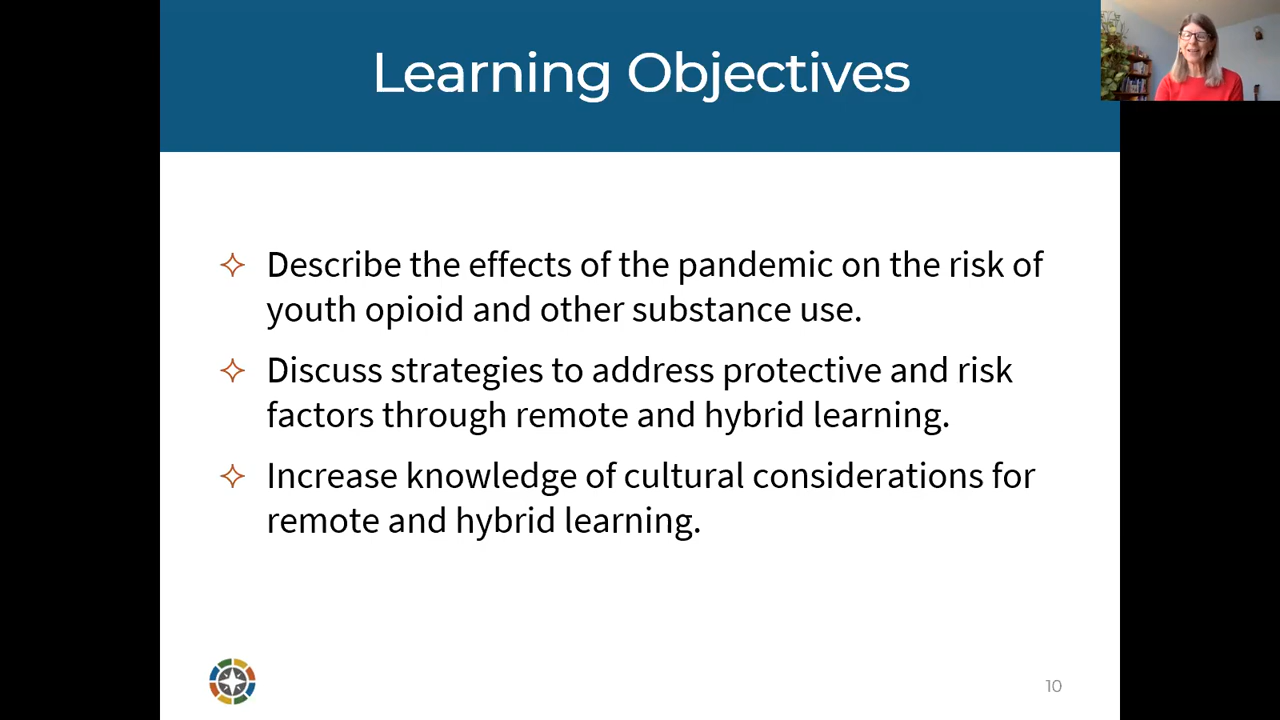 Learning Objectives
Describe the effects of the pandemic on the risk of
youth opioid and other substance use.
Discuss strategies to address protective and risk
factors through remote and hybrid learning.
Increase knowledge of cultural considerations for
remote and hybrid learning.
10